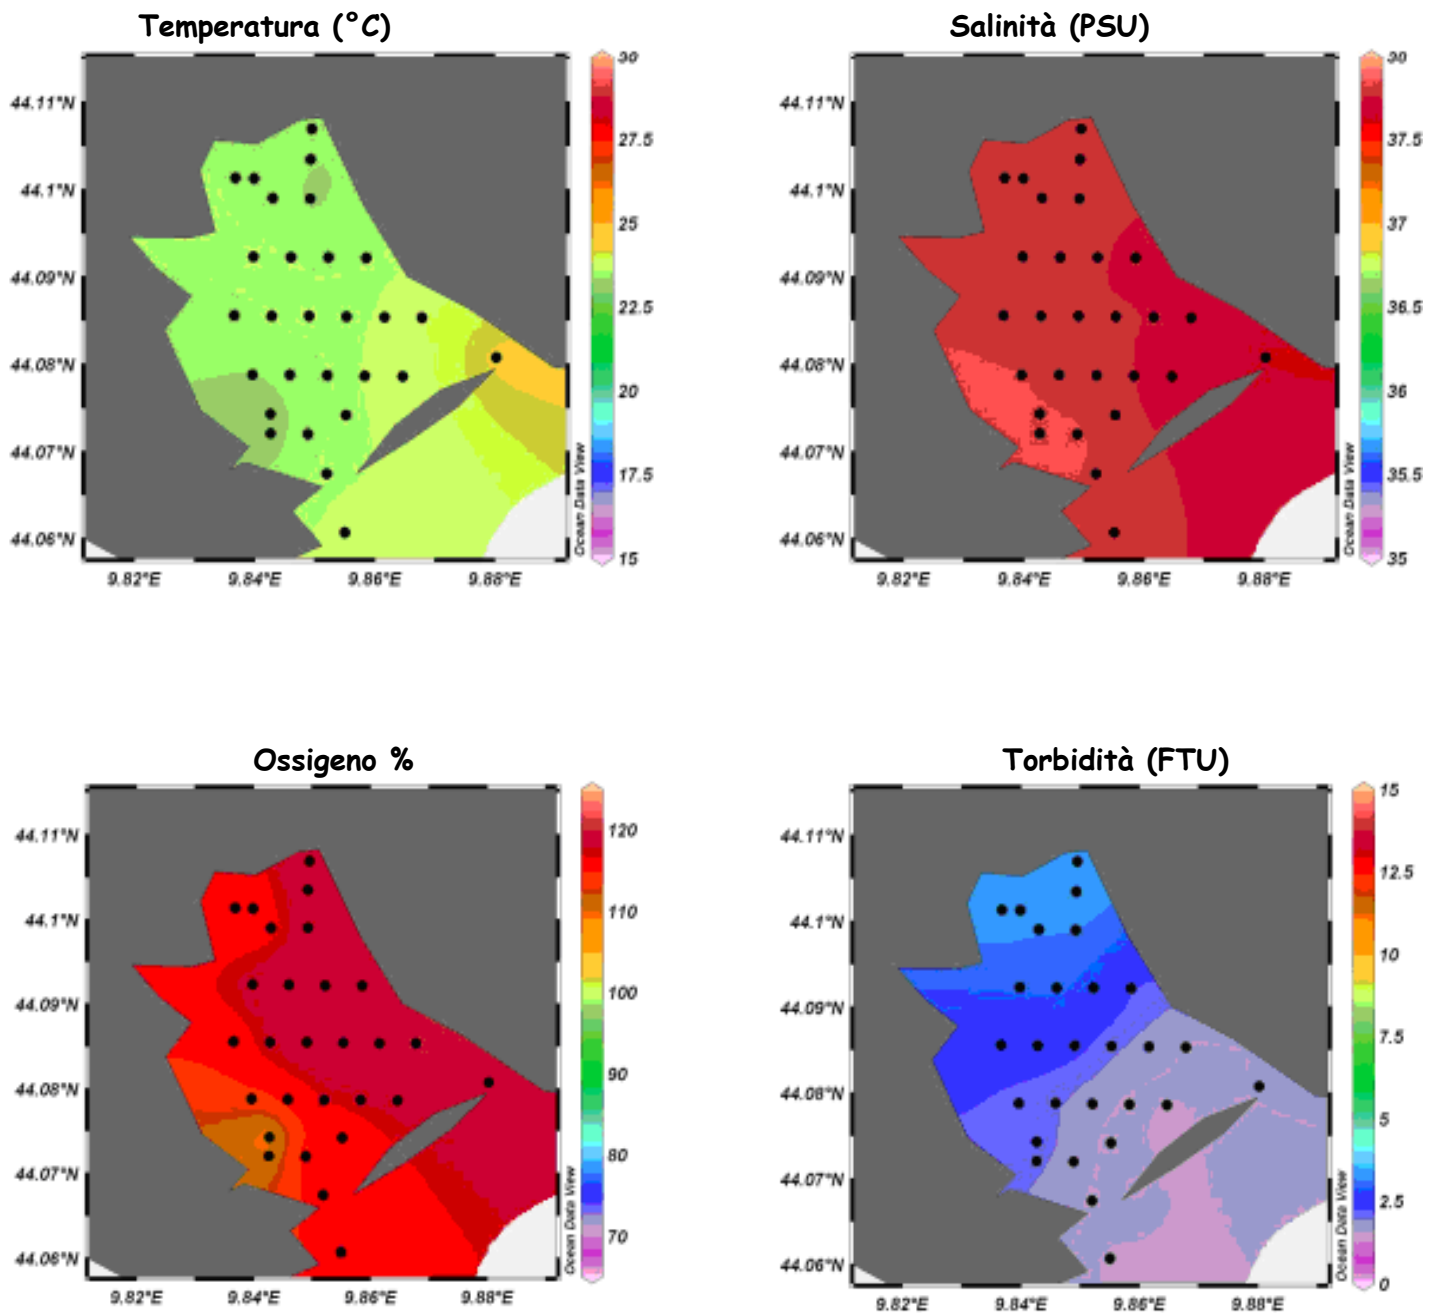 Temperatura (°C)
30
27.5
25
22.5
20
17.5
15
44.11°N
44.1°N
44.09°N
44.08°N
44.07°N
44.06°N
9.82°E 9.84°E 9.86°E 9.88°E
Ocean Data View
Salinità (PSU)
38
37.5
37
36.5
36
35.5
35
44.11°N
44.1°N
44.09°N
44.08°N
44.07°N
44.06°N
9.82°E 9.84°E 9.86°E 9.88°E
Ocean Data View
Ossigeno %
120
110
100
90
80
70
44.11°N
44.1°N
44.09°N
44.08°N
44.07°N
44.06°N
9.82°E 9.84°E 9.86°E 9.88°E
Ocean Data View
Torbidità (FTU)
15
12.5
10
7.5
5
2.5
0
44.11°N
44.1°N
44.09°N
44.08°N
44.07°N
44.06°N
9.82°E 9.84°E 9.86°E 9.88°E
Ocean Data View